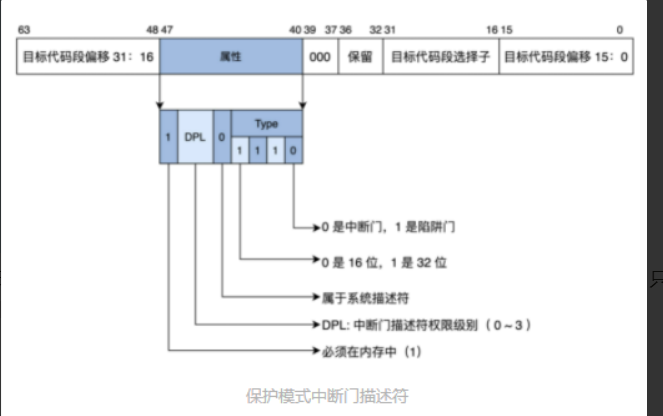 63 48 47 40 39 37 36 32 31 16 15 0
目标代码段偏移 31：16 属性 000 保留 目标代码段选择子 目标代码段偏移 15：0
Type
1 DPL 0
1 1 1 0
0 是中断门，1 是陷阱门
0 是 16 位，1 是 32 位
属于系统描述符
DPL: 中断门描述符权限级别（0～3）
必须在内存中（1）
保护模式中断门描述符